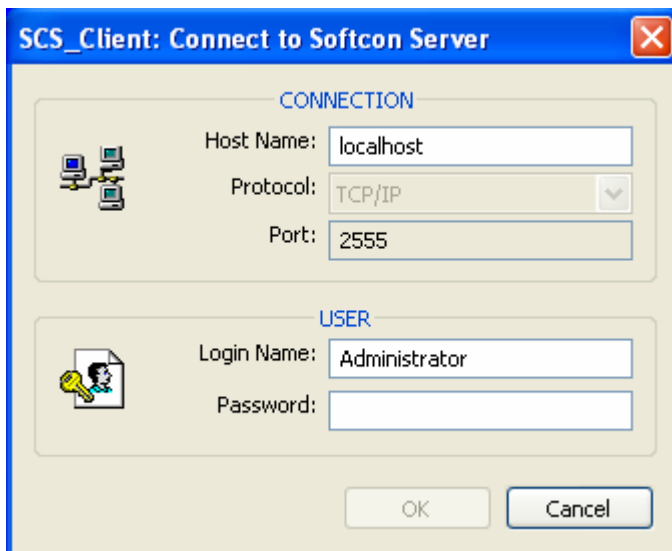 SCS_Client: Connect to Softcon Server
CONNECTION
Host Name: localhost
Protocol: TCP/IP
Port: 2555
USER
Login Name: Administrator
Password:
OK Cancel